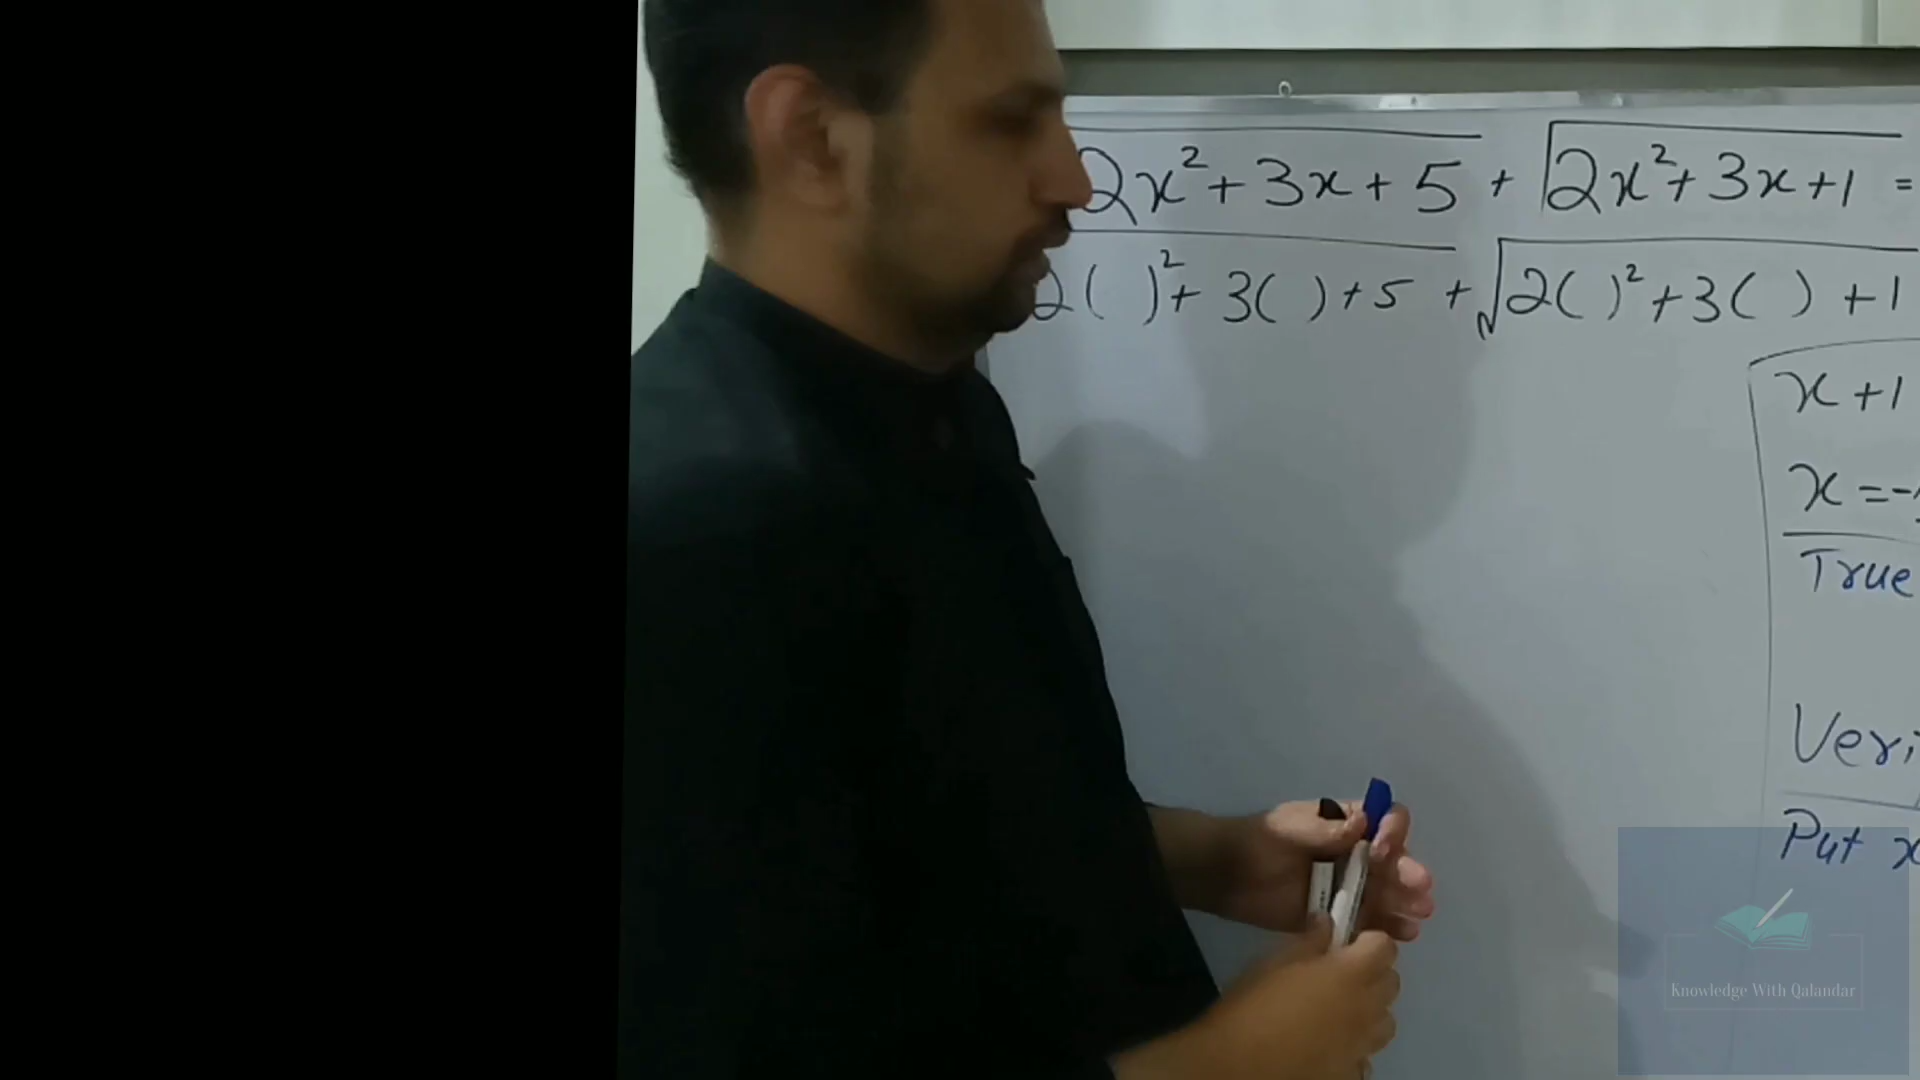 2x² + 3x + 5 + √2x² + 3x + 1 =
2( )² + 3( ) + 5 + √2( )² + 3( ) + 1
x + 1
x = -
True
Veri
Put x
Knowledge With Qalandar